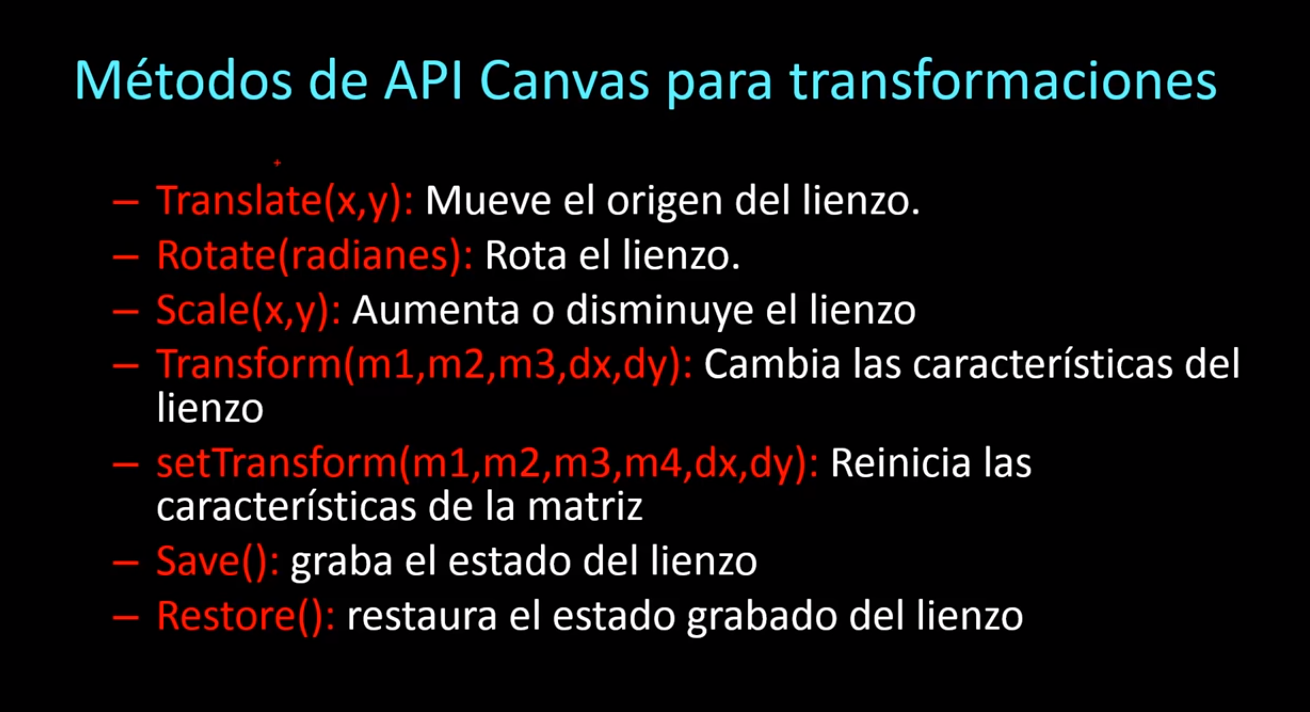 Métodos de API Canvas para transformaciones
– Translate(x,y): Mueve el origen del lienzo.
– Rotate(radianes): Rota el lienzo.
– Scale(x,y): Aumenta o disminuye el lienzo
– Transform(m1,m2,m3,dx,dy): Cambia las características del
lienzo
– setTransform(m1,m2,m3,m4,dx,dy): Reinicia las
características de la matriz
– Save(): graba el estado del lienzo
– Restore(): restaura el estado grabado del lienzo